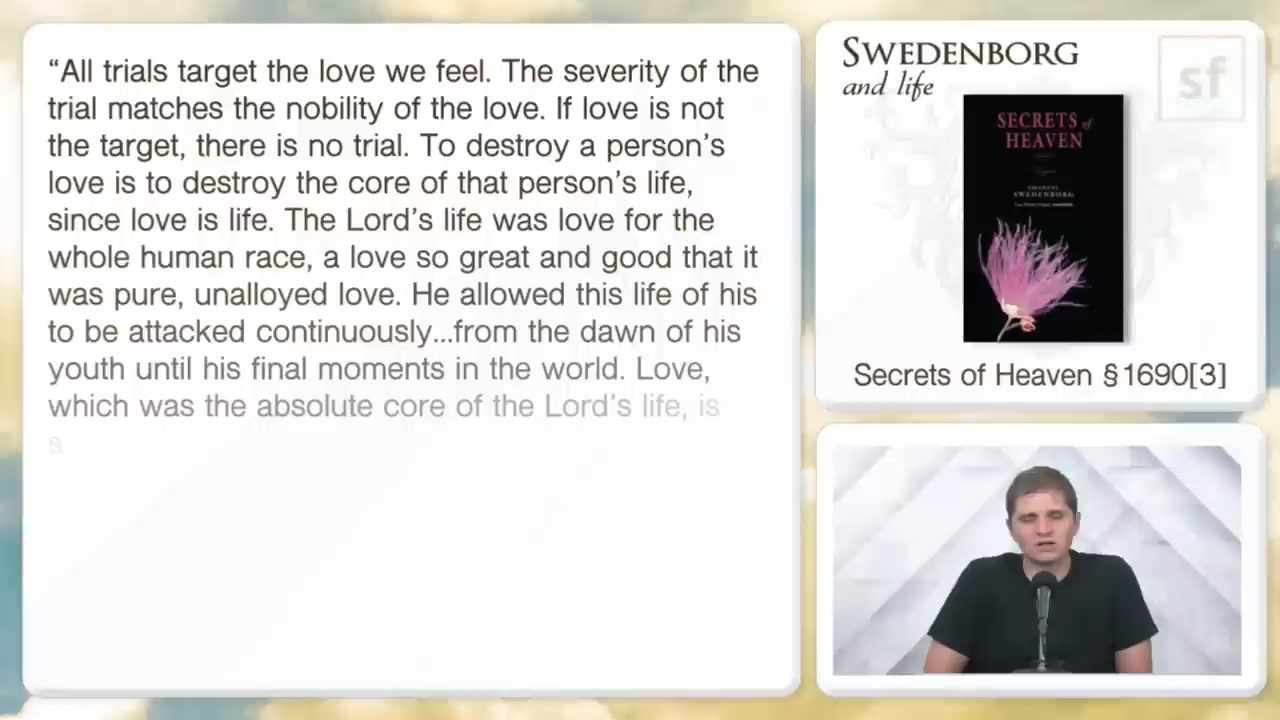 “All trials target the love we feel. The severity of the
trial matches the nobility of the love. If love is not
the target, there is no trial. To destroy a person’s
love is to destroy the core of that person’s life,
since love is life. The Lord’s life was love for the
whole human race, a love so great and good that it
was pure, unalloyed love. He allowed this life of his
to be attacked continuously...from the dawn of his
youth until his final moments in the world. Love,
which was the absolute core of the Lord’s life, is
s
SWEDENBORG
and life
sf
SECRETS of
HEAVEN
EMANUEL
SWEDENBORG
Secrets of Heaven §1690[3]